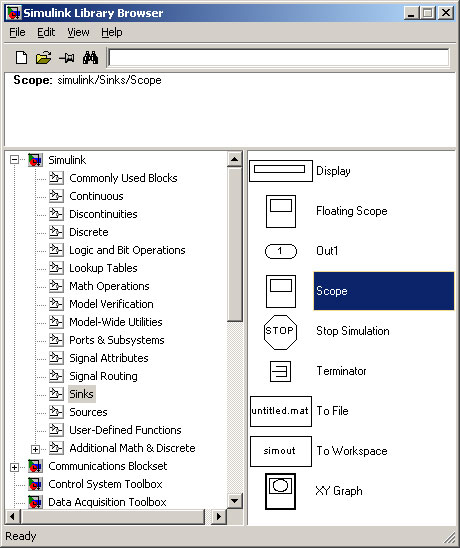 Simulink Library Browser
File Edit View Help
Scope: simulink/Sinks/Scope
Simulink
Commonly Used Blocks
Continuous
Discontinuities
Discrete
Logic and Bit Operations
Lookup Tables
Math Operations
Model Verification
Model-Wide Utilities
Ports & Subsystems
Signal Attributes
Signal Routing
Sinks
Sources
User-Defined Functions
Additional Math & Discrete
Communications Blockset
Control System Toolbox
Data Acquisition Toolbox
Display
Floating Scope
1 Out1
Scope
STOP Stop Simulation
Terminator
untitled.mat To File
simout To Workspace
XY Graph
Ready